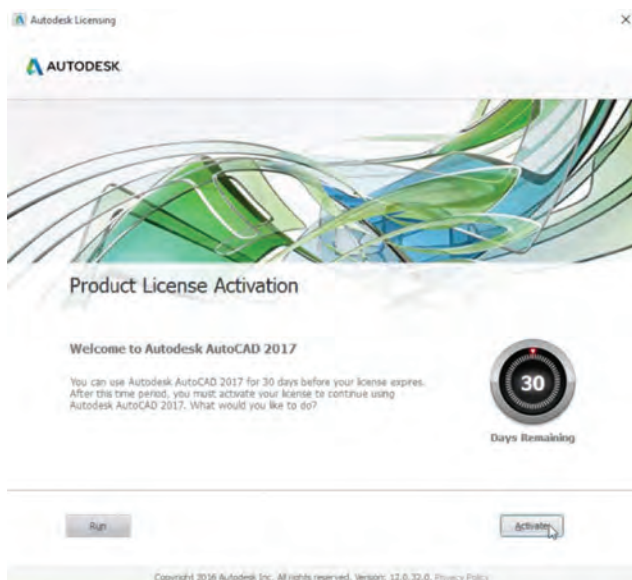 Autodesk Licensing
AUTODESK
Product License Activation
Welcome to Autodesk AutoCAD 2017
You can use Autodesk AutoCAD 2017 for 30 days before your license expires.
After this time period, you must activate your license to continue using
Autodesk AutoCAD 2017. What would you like to do?
30
Days Remaining
Run
Activate
Copyright 2016 Autodesk Inc. All rights reserved. Version: 12.0.32.0. Privacy Policy